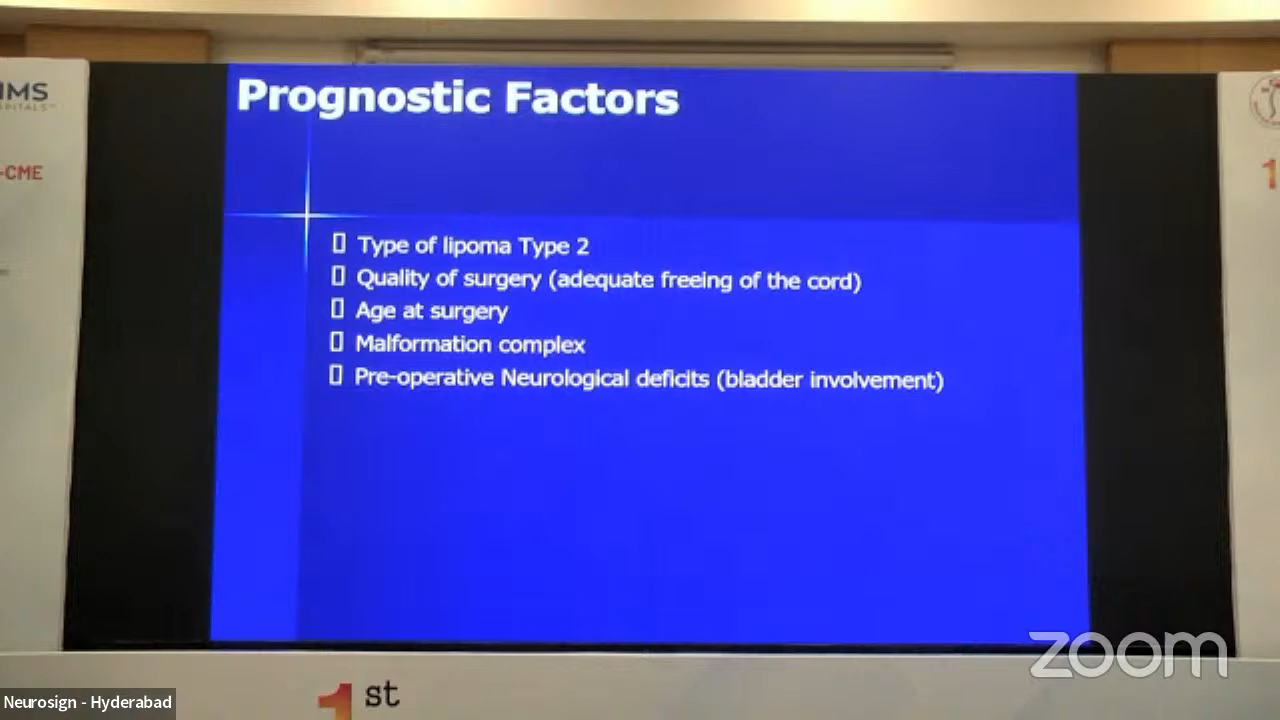 Prognostic Factors
Type of lipoma Type 2
Quality of surgery (adequate freeing of the cord)
Age at surgery
Malformation complex
Pre-operative Neurological deficits (bladder involvement)
IMS
-CME
1
zoom
1st
Neurosign - Hyderabad